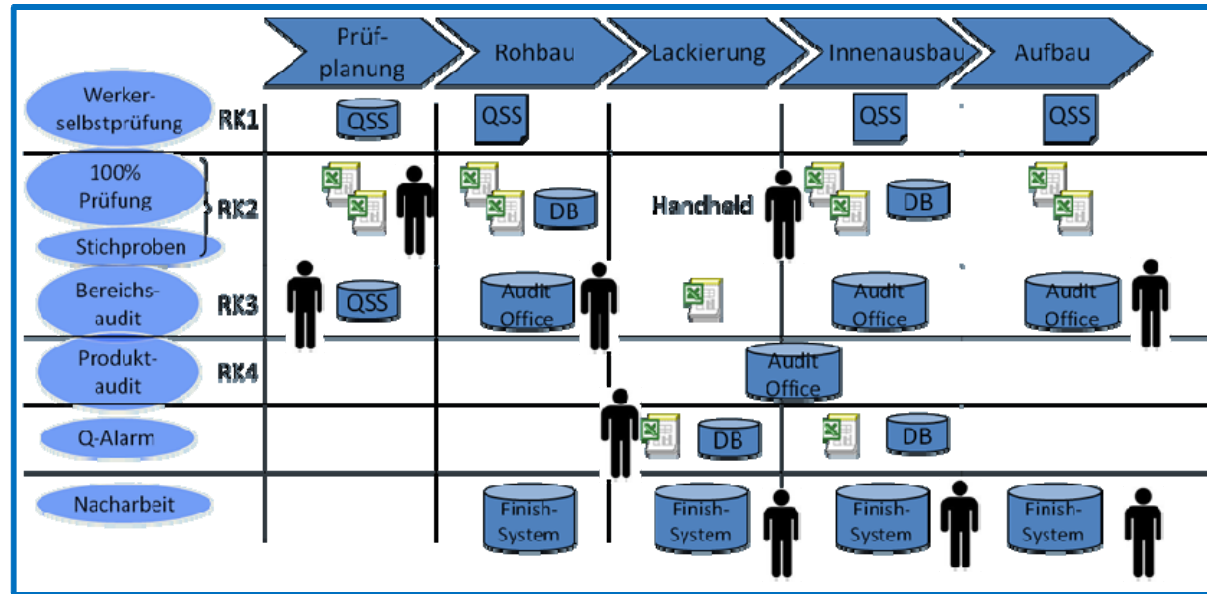 Prüf-
planung
Rohbau
Lackierung
Innenausbau
Aufbau
Werker-
selbstprüfung
RK1
QSS
QSS
QSS
QSS
100%
Prüfung
RK2
DB
Handheld
DB
Stichproben
Bereichs-
audit
RK3
QSS
Audit
Office
Audit
Office
Audit
Office
Produkt-
audit
RK4
Audit
Office
Q-Alarm
DB
DB
Nacharbeit
Finish-
System
Finish-
System
Finish-
System
Finish-
System